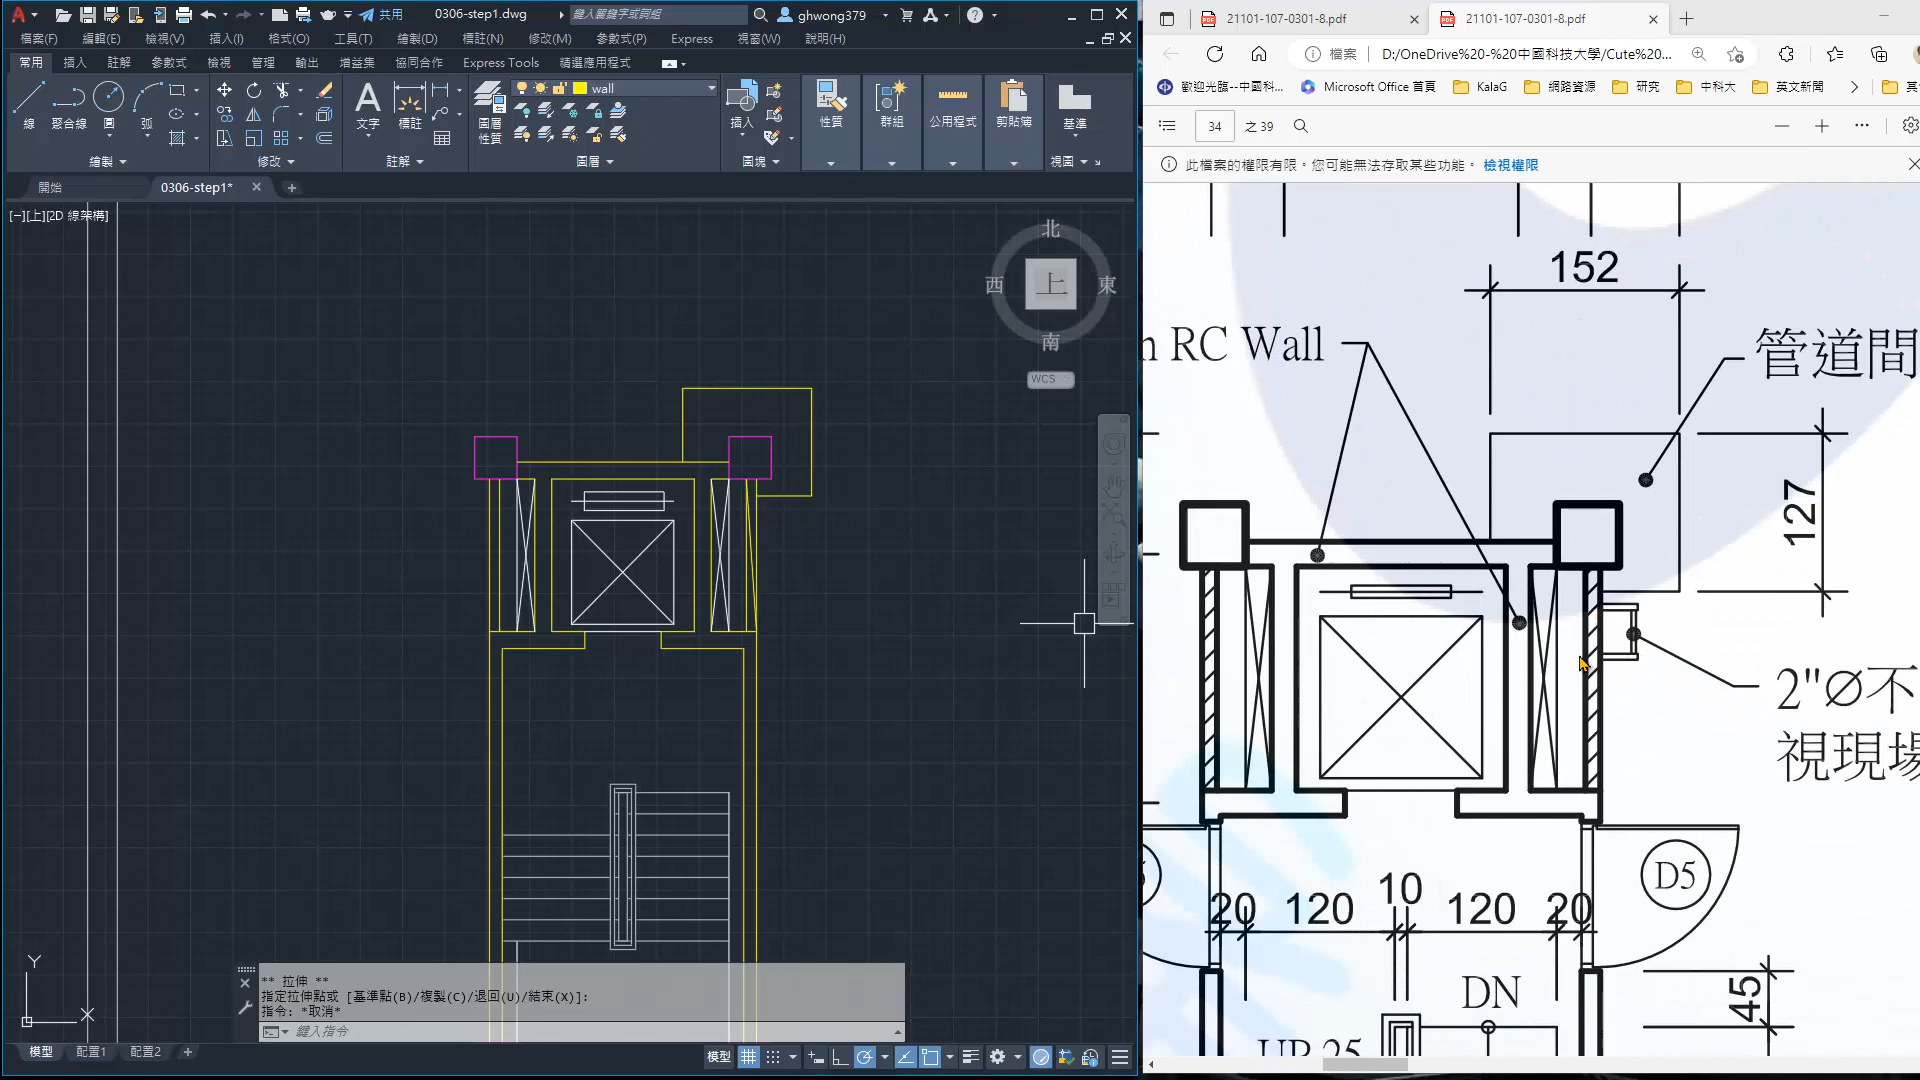 共用
0306-step1.dwg
鍵入關鍵字或詞組
ghwong379
檔案(F)
編輯(E)
檢視(V)
插入(I)
格式(O)
工具(T)
繪製(D)
標註(N)
修改(M)
參數式(P)
Express
視窗(W)
說明(H)
常用
插入
註解
參數式
檢視
管理
輸出
增益集
協同合作
Express Tools
精選應用程式
線
聚合線
圓
弧
文字
標註
圖層
性質
wall
插入
性質
群組
公用程式
剪貼簿
基準
繪製
修改
註解
圖層
圖塊
視圖
開始
0306-step1*
[−][上][2D 線架構]
北
西
上
東
南
WCS
Y
X
** 拉伸 **
指定拉伸點或 [基準點(B)/複製(C)/退回(U)/結束(X)]:
指令: *取消*
鍵入指令
模型
配置1
配置2
模型
21101-107-0301-8.pdf
21101-107-0301-8.pdf
檔案
D:/OneDrive%20-%20中國科技大學/Cute%20...
歡迎光臨--中國科...
Microsoft Office 首頁
KalaG
網路資源
研究
中科大
英文新聞
其
34
之 39
此檔案的權限有限。您可能無法存取某些功能。
檢視權限
152
RC Wall
管道間
127
2"Ø不
視現場
D5
20
120
10
120
20
DN
45
UP 25